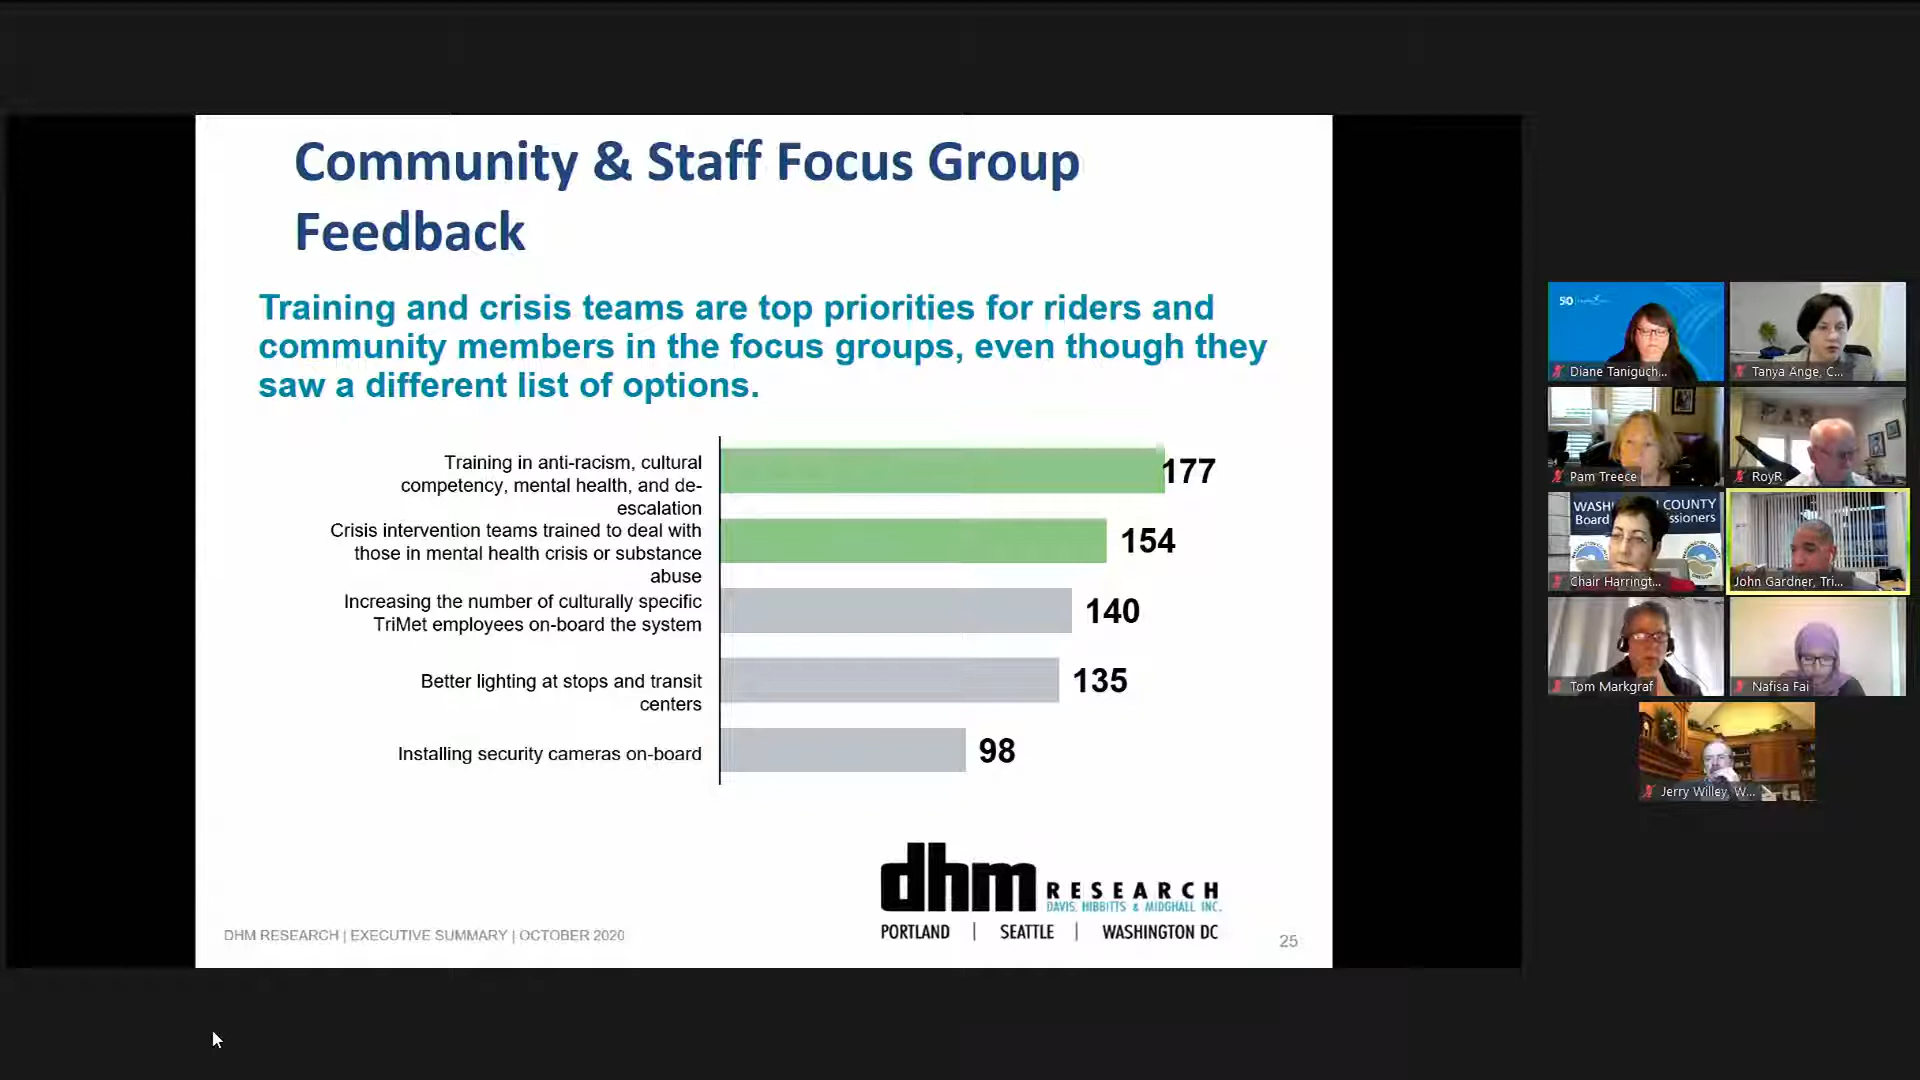 Community & Staff Focus Group
Feedback
Training and crisis teams are top priorities for riders and
community members in the focus groups, even though they
saw a different list of options.
Training in anti-racism, cultural
competency, mental health, and de-
escalation
177
Crisis intervention teams trained to deal with
those in mental health crisis or substance
abuse
154
Increasing the number of culturally specific
TriMet employees on-board the system
140
Better lighting at stops and transit
centers
135
Installing security cameras on-board
98
dhm RESEARCH
DAVIS, HIBBITTS & MIDGHALL INC.
PORTLAND | SEATTLE | WASHINGTON DC
DHM RESEARCH | EXECUTIVE SUMMARY | OCTOBER 2020
25
50
Diane Taniguch...
Tanya Ange, C...
Pam Treece
RoyR
COUNTY
Board
Chair Harringt...
John Gardner, Tri...
Tom Markgraf
Nafisa Fai
Jerry Willey, W...